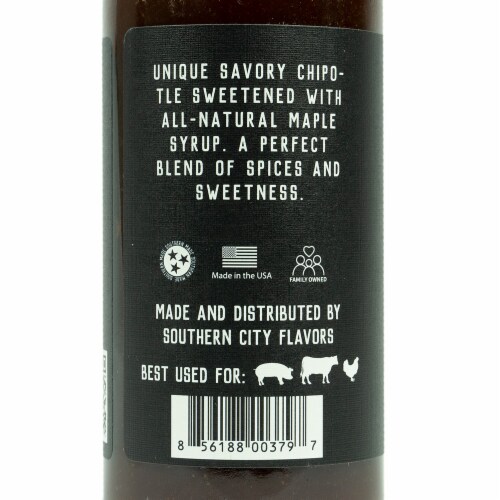 UNIQUE SAVORY CHIPO-
TLE SWEETENED WITH
ALL-NATURAL MAPLE
SYRUP. A PERFECT
BLEND OF SPICES AND
SWEETNESS.
Made in the USA
FAMILY OWNED
MADE AND DISTRIBUTED BY
SOUTHERN CITY FLAVORS
BEST USED FOR:
8 56188 00379 7